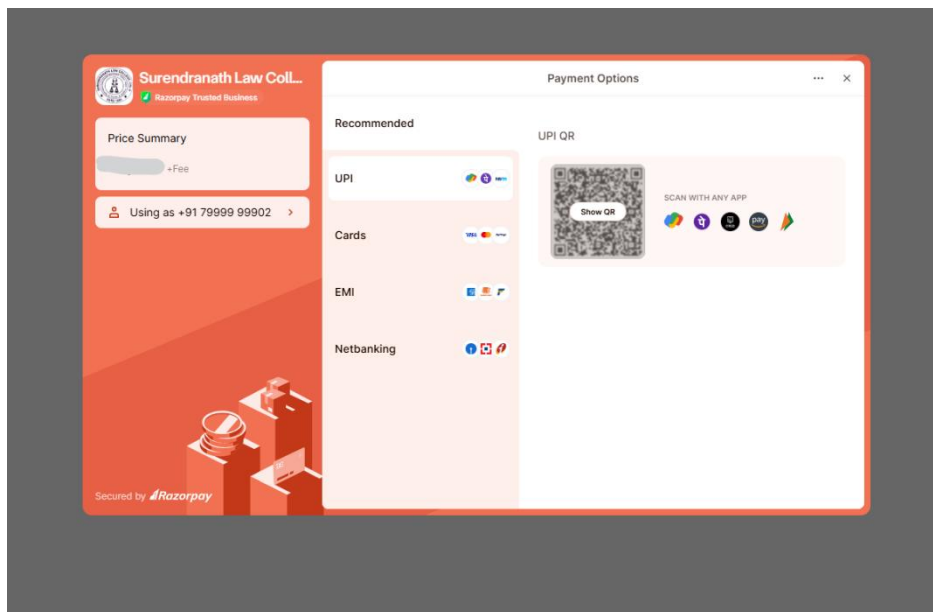 Surendranath Law Coll...
Razorpay Trusted Business
Price Summary
+Fee
Using as +91 79999 99902
Secured by Razorpay
Payment Options
Recommended
UPI
Cards
EMI
Netbanking
UPI QR
Show QR
SCAN WITH ANY APP
pay